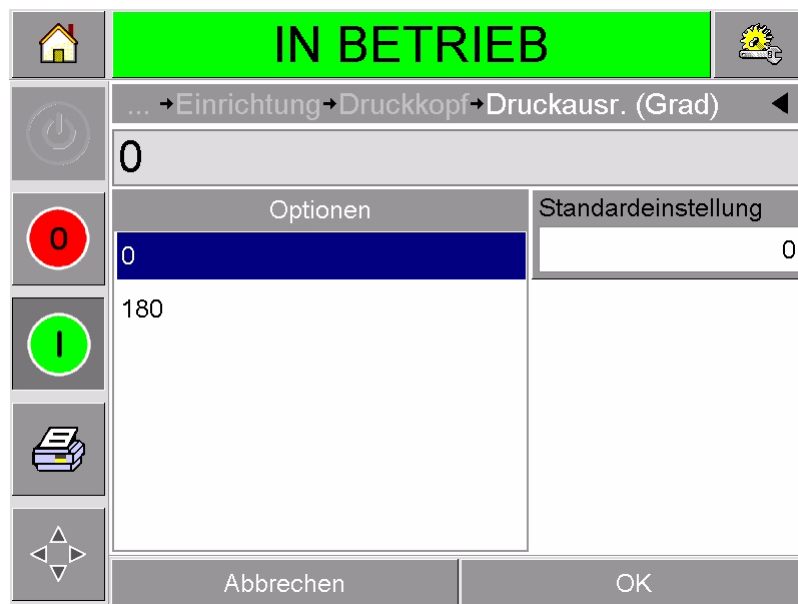 IN BETRIEB
... →Einrichtung→Druckkopf→Druckausr. (Grad)
0
Optionen
Standardeinstellung
0
0
0
180
I
Abbrechen
OK